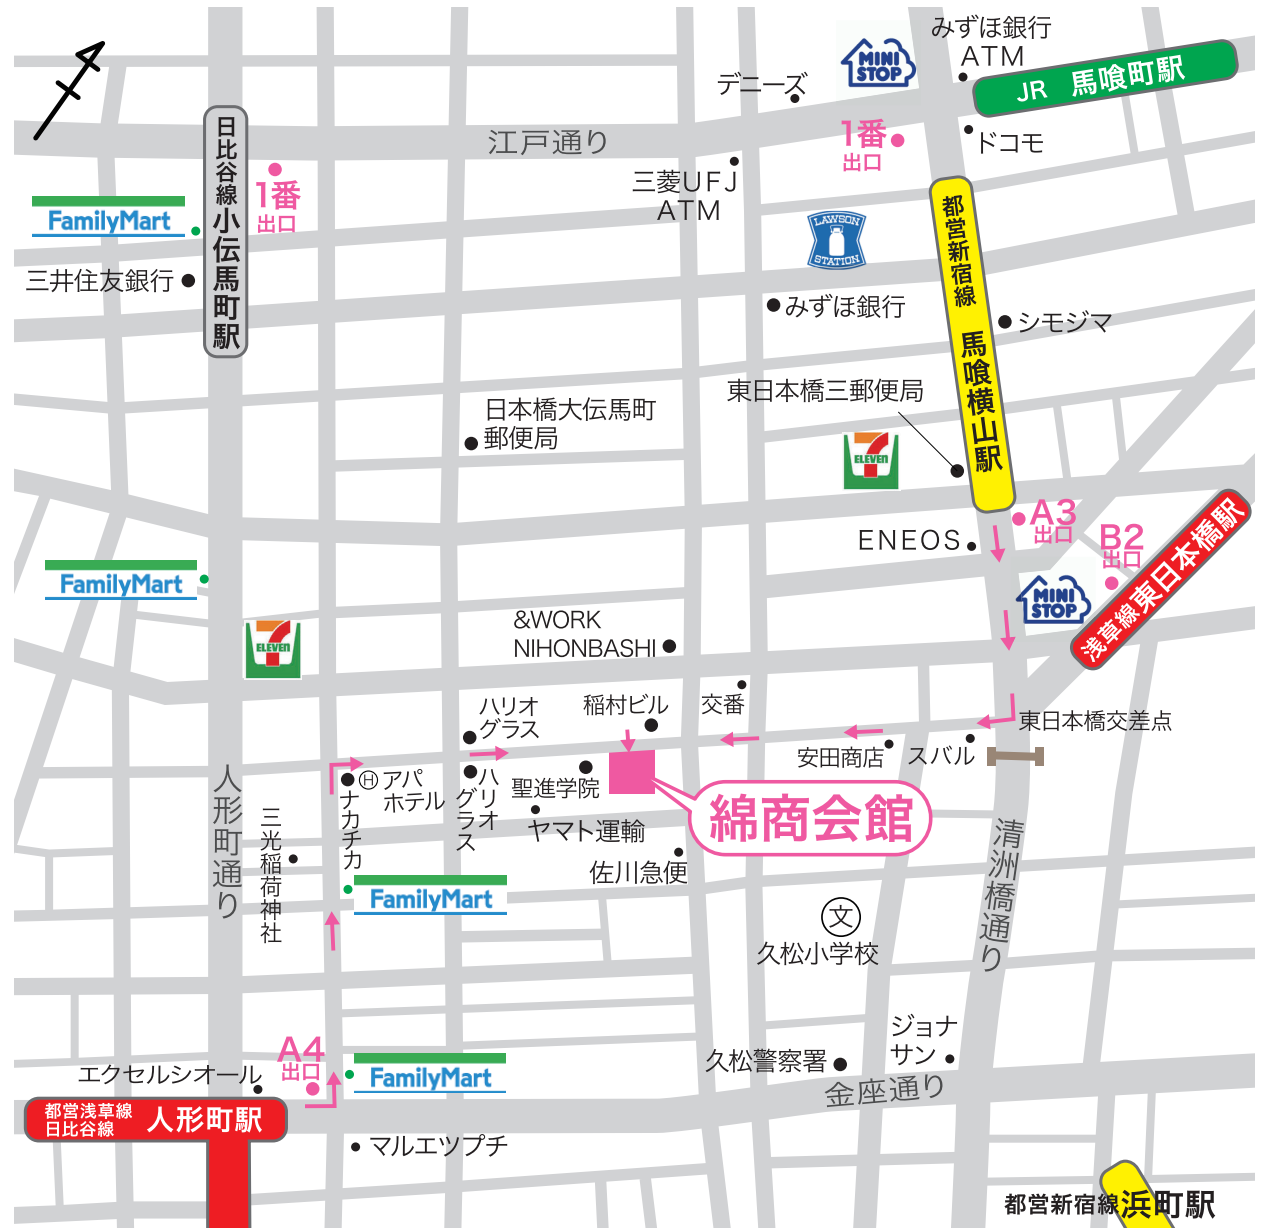 みずほ銀行
ATM
MINI
STOP
デニーズ
JR 馬喰町駅
江戸通り
1番
出口
ドコモ
三菱UFJ
ATM
日比谷線 小伝馬町駅
1番
出口
FamilyMart
三井住友銀行
LAWSON
STATION
みずほ銀行
都営新宿線 馬喰横山駅
シモジマ
東日本橋三郵便局
日本橋大伝馬町
郵便局
7
ELEVEN
A3
出口
B2
出口
ENEOS
浅草線 東日本橋駅
MINI
STOP
FamilyMart
7
ELEVEN
&WORK
NIHONBASHI
ハリオ
グラス
稲村ビル
交番
東日本橋交差点
安田商店
スバル
人形町通り
H アパ
ホテル
ナカチカ
ハリオ
グラス
聖進学院
ヤマト運輸
綿商会館
佐川急便
三光稲荷神社
FamilyMart
清洲橋通り
文
久松小学校
ジョナ
サン
久松警察署
金座通り
A4
出口
エクセルシオール
FamilyMart
都営浅草線
日比谷線
人形町駅
マルエツプチ
都営新宿線 浜町駅